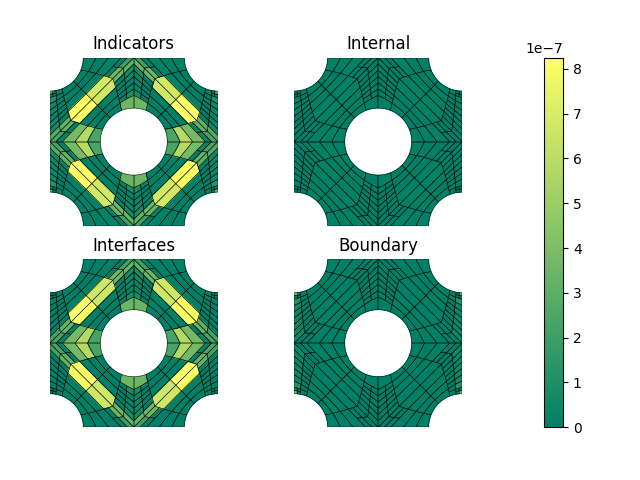 Indicators
Internal
1e−7
8
7
6
5
4
3
2
1
0
Interfaces
Boundary